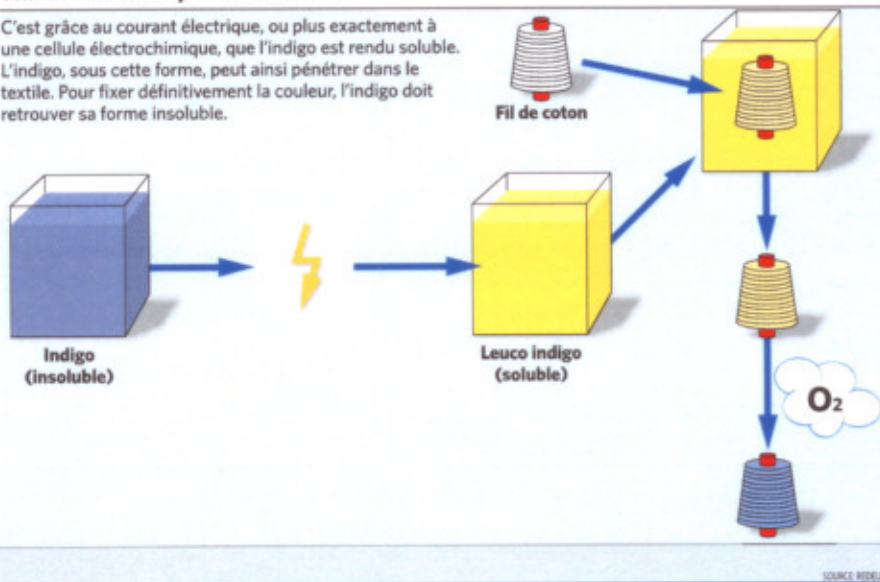 C'est grâce au courant électrique, ou plus exactement à
une cellule électrochimique, que l'indigo est rendu soluble.
L'indigo, sous cette forme, peut ainsi pénétrer dans le
textile. Pour fixer définitivement la couleur, l'indigo doit
retrouver sa forme insoluble.
Fil de coton
Indigo
(insoluble)
Leuco indigo
(soluble)
O₂
SOURCE